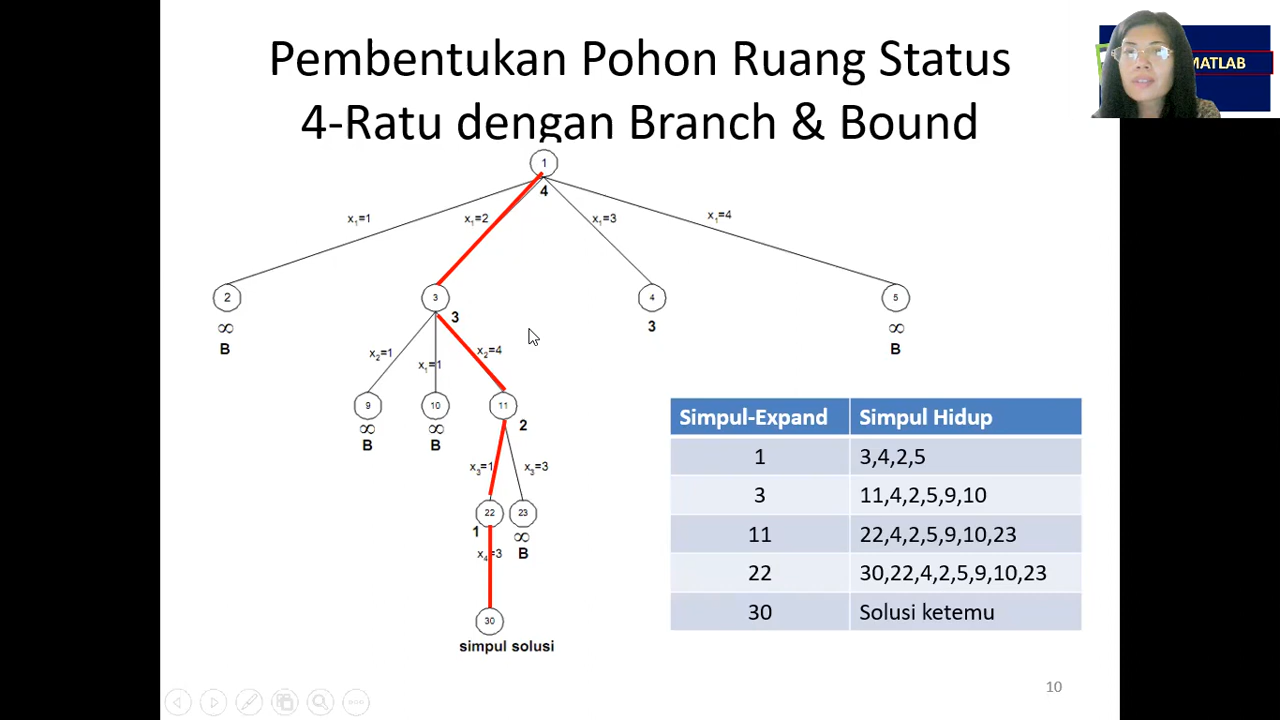 Pembentukan Pohon Ruang Status
4-Ratu dengan Branch & Bound
MATLAB
1
4
x₁=1
x₁=2
x₁=3
x₁=4
2
3
4
5
∞
B
3
3
∞
B
x₂=1
x₁=1
x₂=4
9
10
11
∞
B
∞
B
2
x₃=1
x₃=3
22
23
1
∞
B
x₄=3
30
simpul solusi
Simpul-Expand Simpul Hidup
1 3,4,2,5
3 11,4,2,5,9,10
11 22,4,2,5,9,10,23
22 30,22,4,2,5,9,10,23
30 Solusi ketemu
10